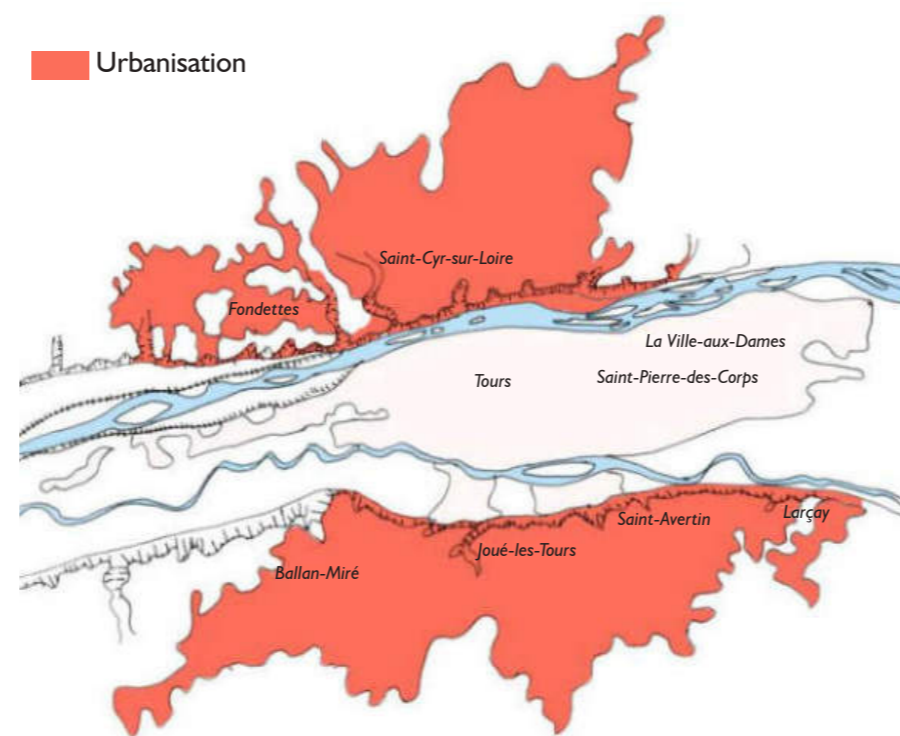 Urbanisation
Saint-Cyr-sur-Loire
Fondettes
La Ville-aux-Dames
Tours
Saint-Pierre-des-Corps
Larçay
Saint-Avertin
Joué-les-Tours
Ballan-Miré